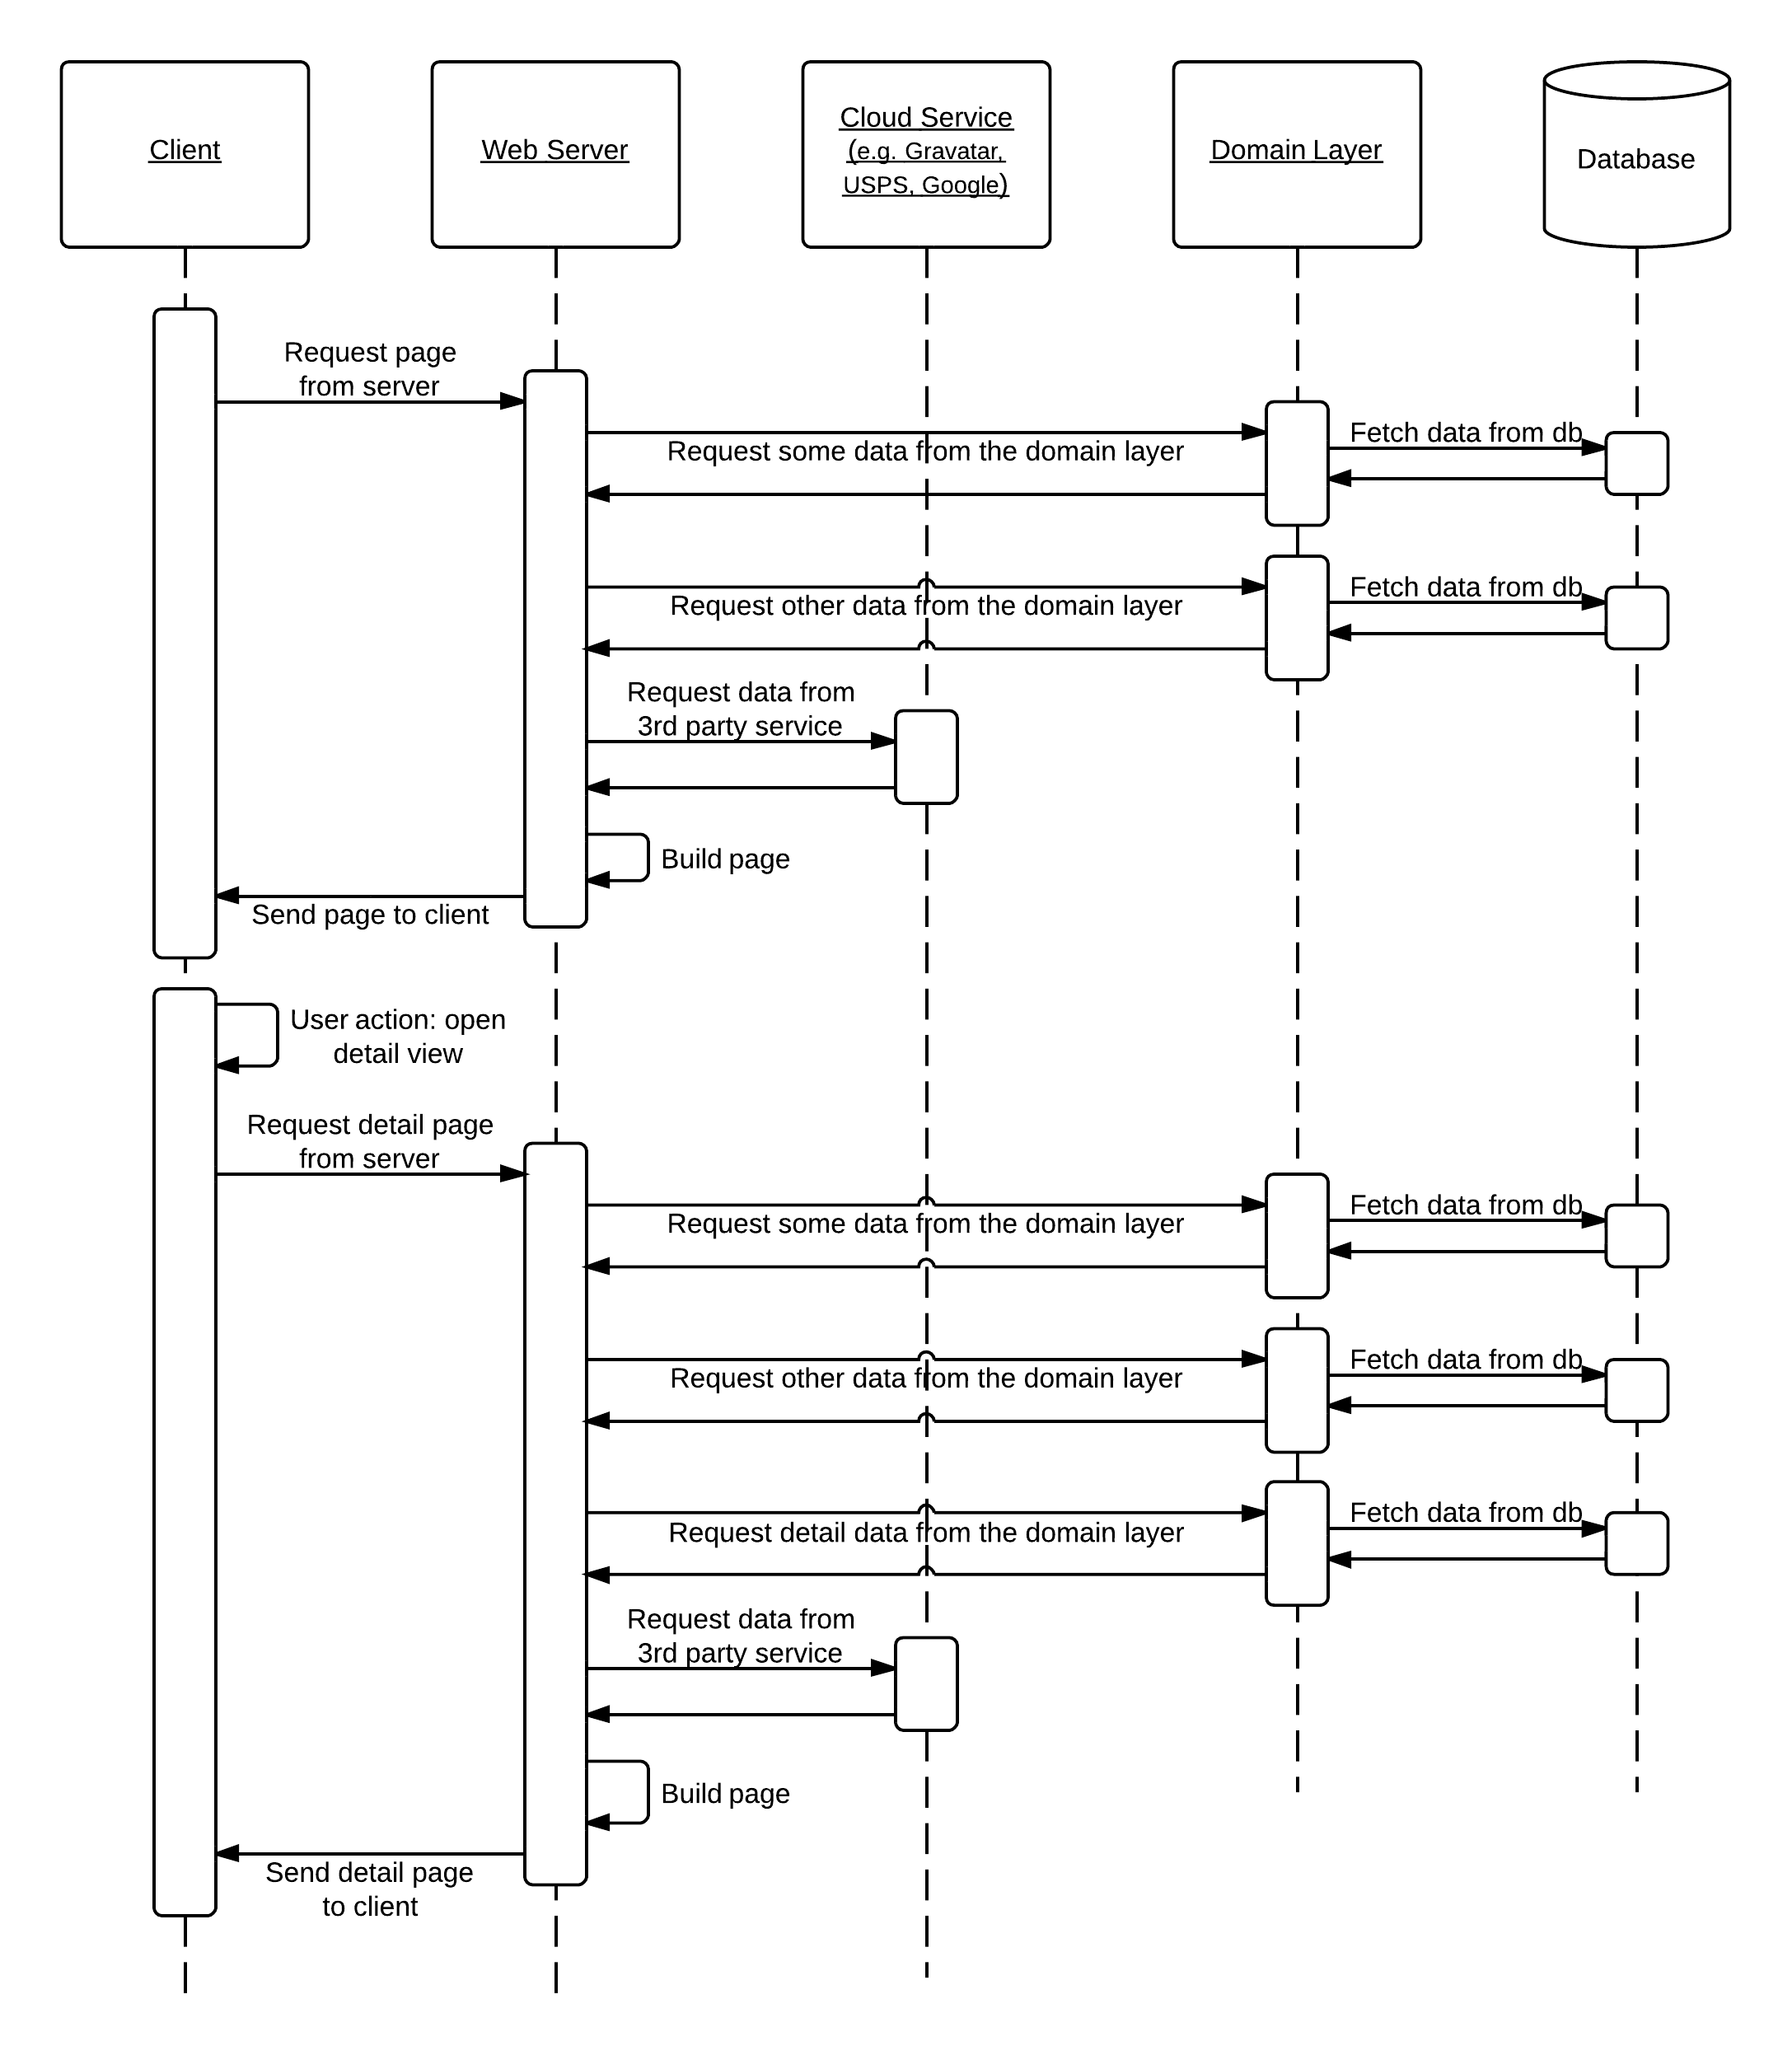 Client
Web Server
Cloud Service
(e.g. Gravatar,
USPS, Google)
Domain Layer
Database
Request page
from server
Fetch data from db
Request some data from the domain layer
Fetch data from db
Request other data from the domain layer
Request data from
3rd party service
Build page
Send page to client
User action: open
detail view
Request detail page
from server
Fetch data from db
Request some data from the domain layer
Fetch data from db
Request other data from the domain layer
Fetch data from db
Request detail data from the domain layer
Request data from
3rd party service
Build page
Send detail page
to client